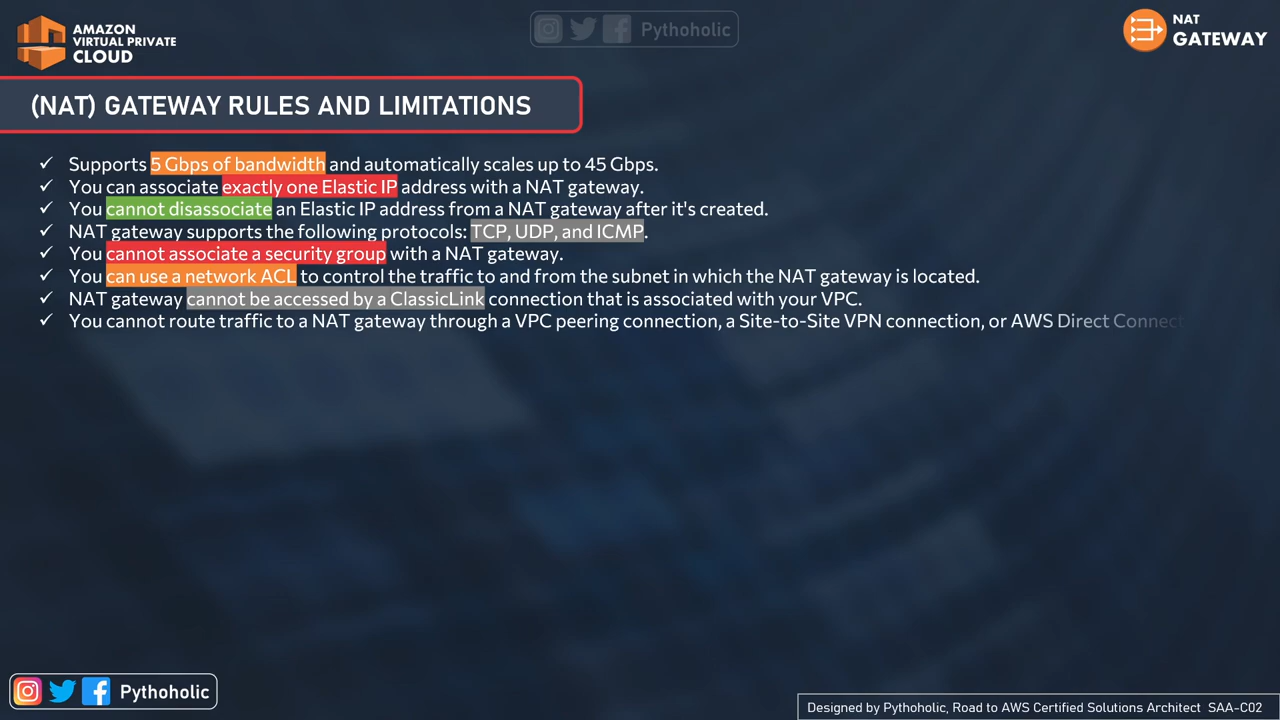 AMAZON
VIRTUAL PRIVATE
CLOUD
Pythoholic
NAT
GATEWAY
(NAT) GATEWAY RULES AND LIMITATIONS
✓ Supports 5 Gbps of bandwidth and automatically scales up to 45 Gbps.
✓ You can associate exactly one Elastic IP address with a NAT gateway.
✓ You cannot disassociate an Elastic IP address from a NAT gateway after it's created.
✓ NAT gateway supports the following protocols: TCP, UDP, and ICMP.
✓ You cannot associate a security group with a NAT gateway.
✓ You can use a network ACL to control the traffic to and from the subnet in which the NAT gateway is located.
✓ NAT gateway cannot be accessed by a ClassicLink connection that is associated with your VPC.
✓ You cannot route traffic to a NAT gateway through a VPC peering connection, a Site-to-Site VPN connection, or AWS Direct Connect
Pythoholic
Designed by Pythoholic, Road to AWS Certified Solutions Architect SAA-C02